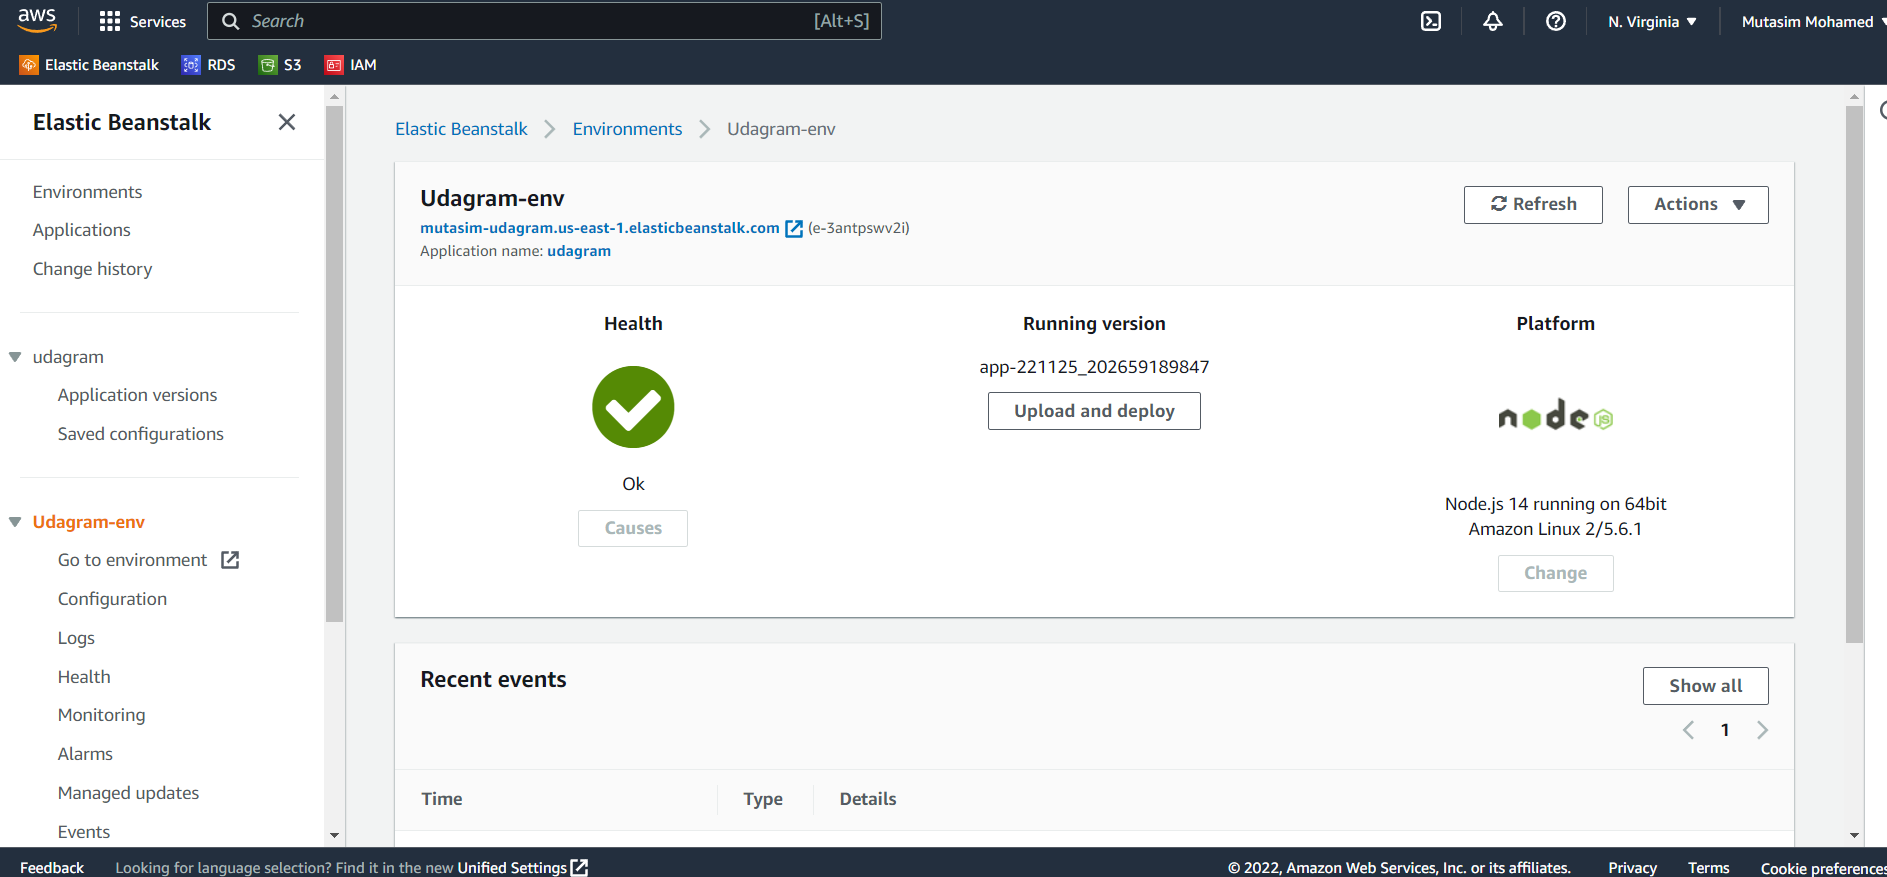 aws
Services
Search
[Alt+S]
N. Virginia
Mutasim Mohamed
Elastic Beanstalk
RDS
S3
IAM
Elastic Beanstalk
Environments
Applications
Change history
udagram
Application versions
Saved configurations
Udagram-env
Go to environment
Configuration
Logs
Health
Monitoring
Alarms
Managed updates
Events
Elastic Beanstalk
Environments
Udagram-env
Udagram-env
mutasim-udagram.us-east-1.elasticbeanstalk.com (e-3antpswv2i)
Application name: udagram
Refresh
Actions
Health
Ok
Causes
Running version
app-221125_202659189847
Upload and deploy
Platform
node
JS
Node.js 14 running on 64bit
Amazon Linux 2/5.6.1
Change
Recent events
Show all
1
Time
Type
Details
Feedback
Looking for language selection? Find it in the new Unified Settings
© 2022, Amazon Web Services, Inc. or its affiliates.
Privacy
Terms
Cookie preferences